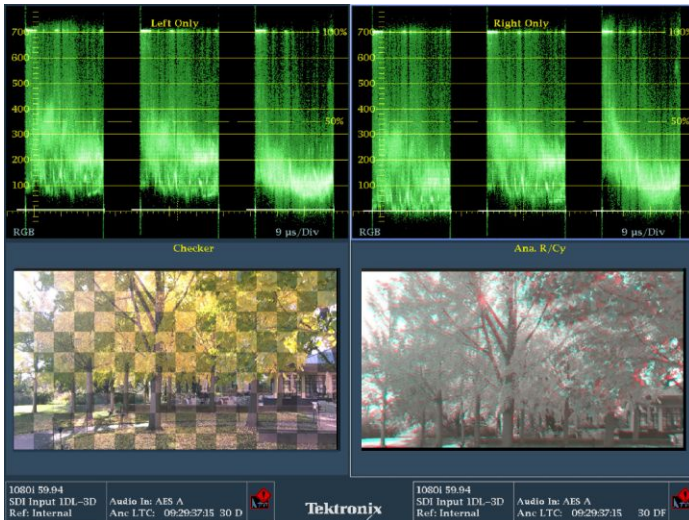 Left Only
700
600
500
400
300
200
100
100%
50%
RGB
9 µs/Div
Right Only
700
600
500
400
300
200
100
0
100%
50%
RGB
9 µs/Div
Checker
Ana. R/Cy
1080i 59.94
SDI Input 1DL-3D
Ref: Internal
Audio In: AES A
Anc LTC: 09:29:37:15 30 D
Tektronix
1080i 59.94
SDI Input 1DL-3D
Ref: Internal
Audio In: AES A
Anc LTC: 09:29:37:15 30 DF